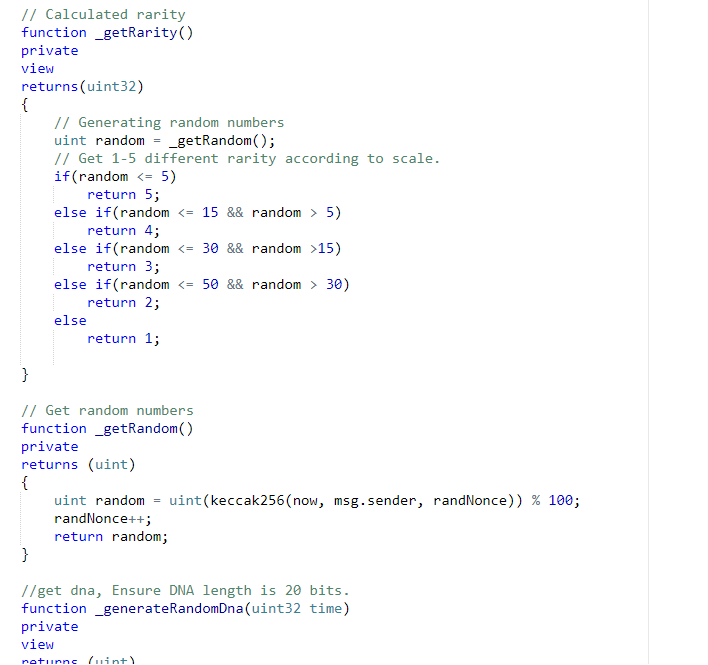 // Calculated rarity
function _getRarity()
private
view
returns(uint32)
{
// Generating random numbers
uint random = _getRandom();
// Get 1-5 different rarity according to scale.
if(random <= 5)
return 5;
else if(random <= 15 && random > 5)
return 4;
else if(random <= 30 && random >15)
return 3;
else if(random <= 50 && random > 30)
return 2;
else
return 1;
}
// Get random numbers
function _getRandom()
private
returns (uint)
{
uint random = uint(keccak256(now, msg.sender, randNonce)) % 100;
randNonce++;
return random;
}
//get dna, Ensure DNA length is 20 bits.
function _generateRandomDna(uint32 time)
private
view
returns (uint)